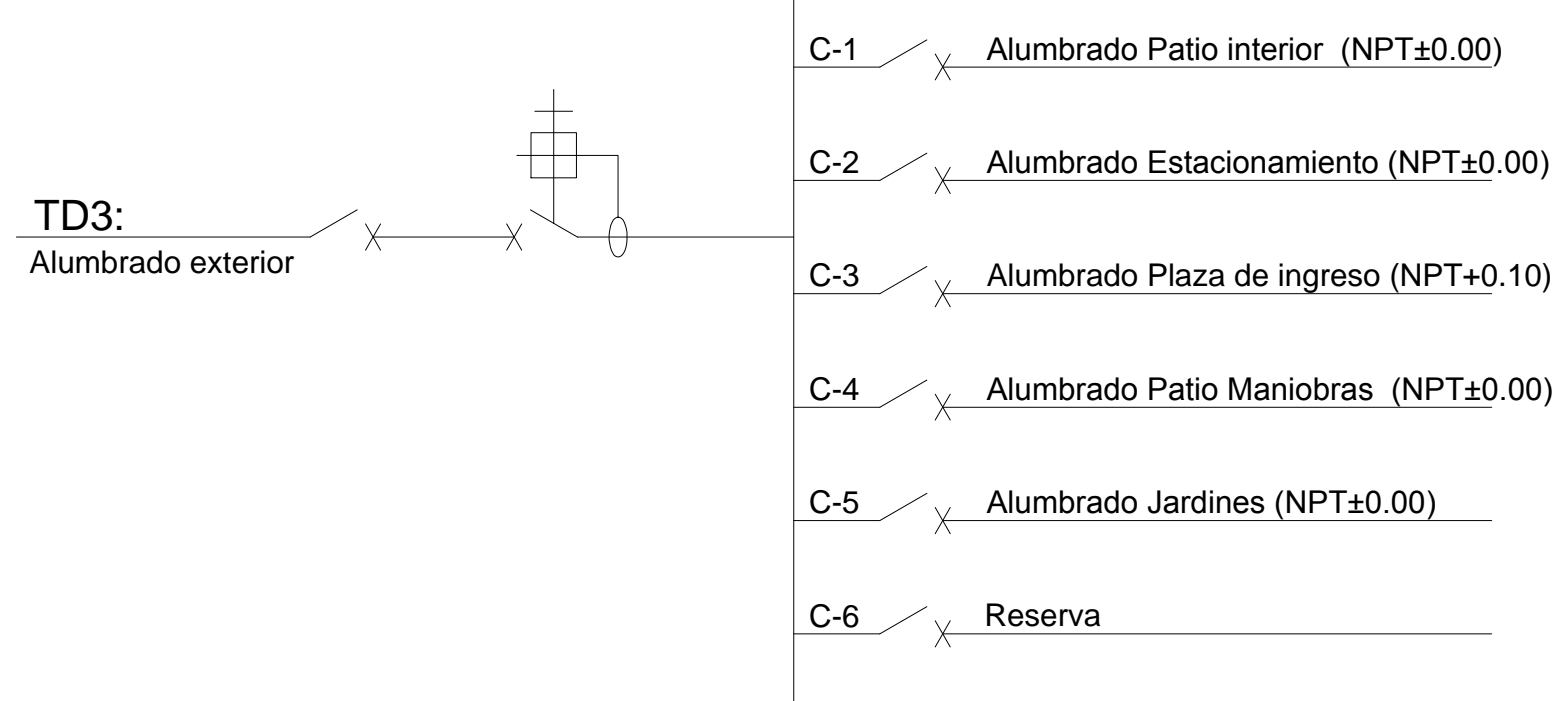 TD3:
Alumbrado exterior
C-1 Alumbrado Patio interior (NPT±0.00)
C-2 Alumbrado Estacionamiento (NPT±0.00)
C-3 Alumbrado Plaza de ingreso (NPT+0.10)
C-4 Alumbrado Patio Maniobras (NPT±0.00)
C-5 Alumbrado Jardines (NPT±0.00)
C-6 Reserva